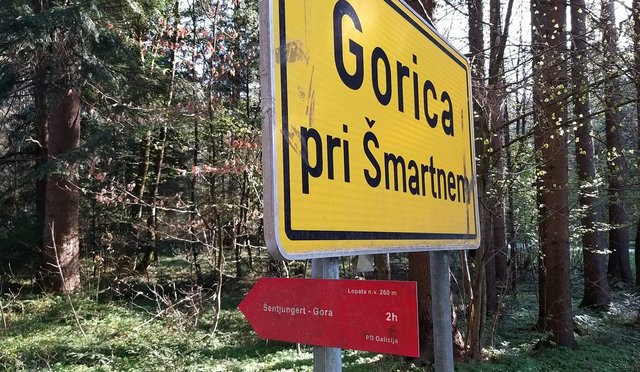 Gorica
pri Šmartnem
Lopata n.v. 260 m
Šentjungert - Gora
2h
PD Galicija